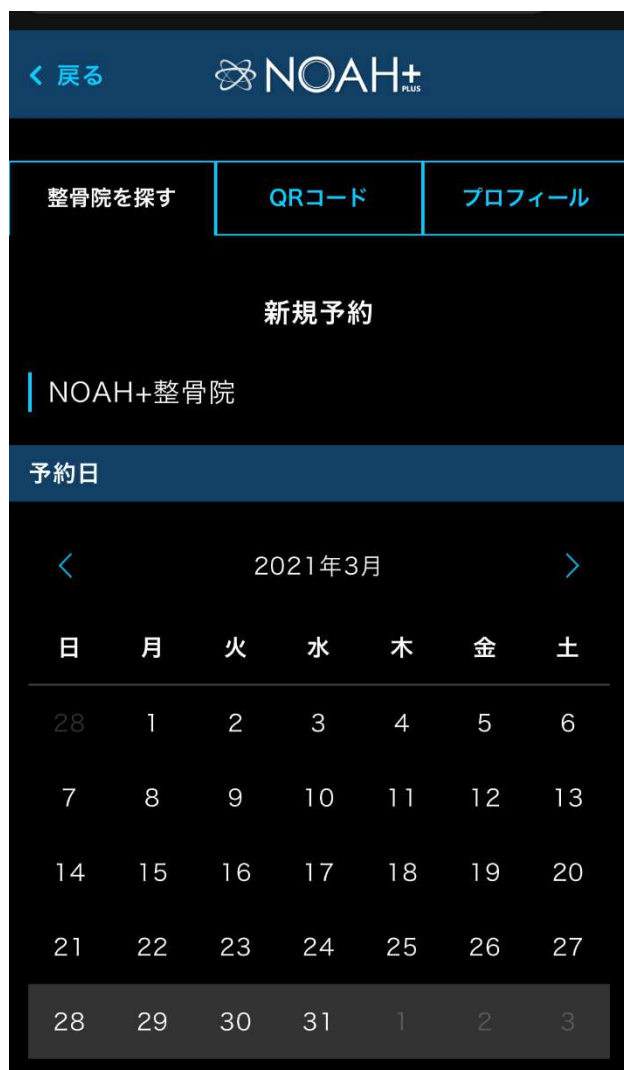 戻る NOAH+ PLUS
整骨院を探す QRコード プロフィール
新規予約
NOAH+整骨院
予約日
2021年3月
日 月 火 水 木 金 土
28 1 2 3 4 5 6
7 8 9 10 11 12 13
14 15 16 17 18 19 20
21 22 23 24 25 26 27
28 29 30 31 1 2 3